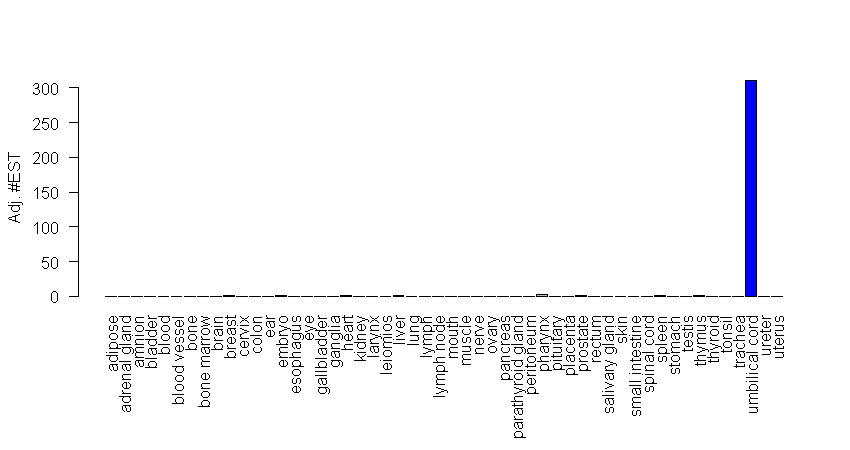 300
250
200
150
100
50
0
Adj. #EST
adipose
adrenal gland
amnion
bladder
blood
blood vessel
bone
bone marrow
brain
breast
cervix
colon
ear
embryo
esophagus
eye
gallbladder
ganglia
heart
kidney
larynx
leiomios
liver
lung
lymph
lymph node
mouth
muscle
nerve
ovary
pancreas
parathyroid gland
peritoneum
pharynx
pituitary
placenta
prostate
rectum
salivary gland
skin
small intestine
spinal cord
spleen
stomach
testis
thymus
thyroid
tonsil
trachea
umbilical cord
ureter
uterus